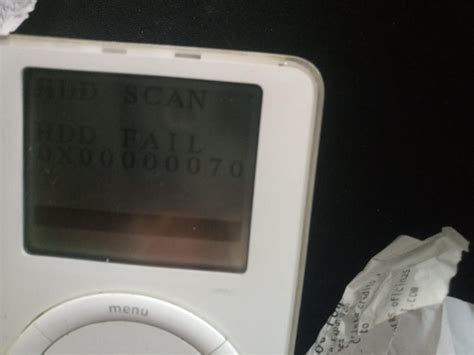 HDD SCAN
HDD FAIL
0X00000070
menu